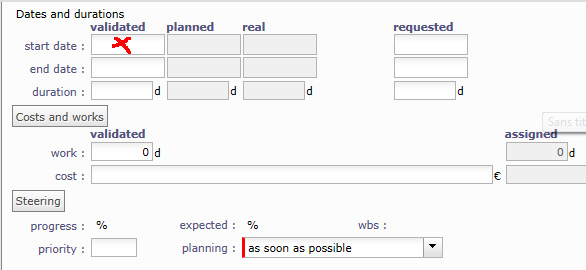 Dates and durations
validated planned real requested
start date :
end date :
duration : d d d d
Costs and works
validated assigned
Sans tit
work : 0 d 0 d
cost : €
Steering
progress : % expected : % wbs :
priority : planning : as soon as possible